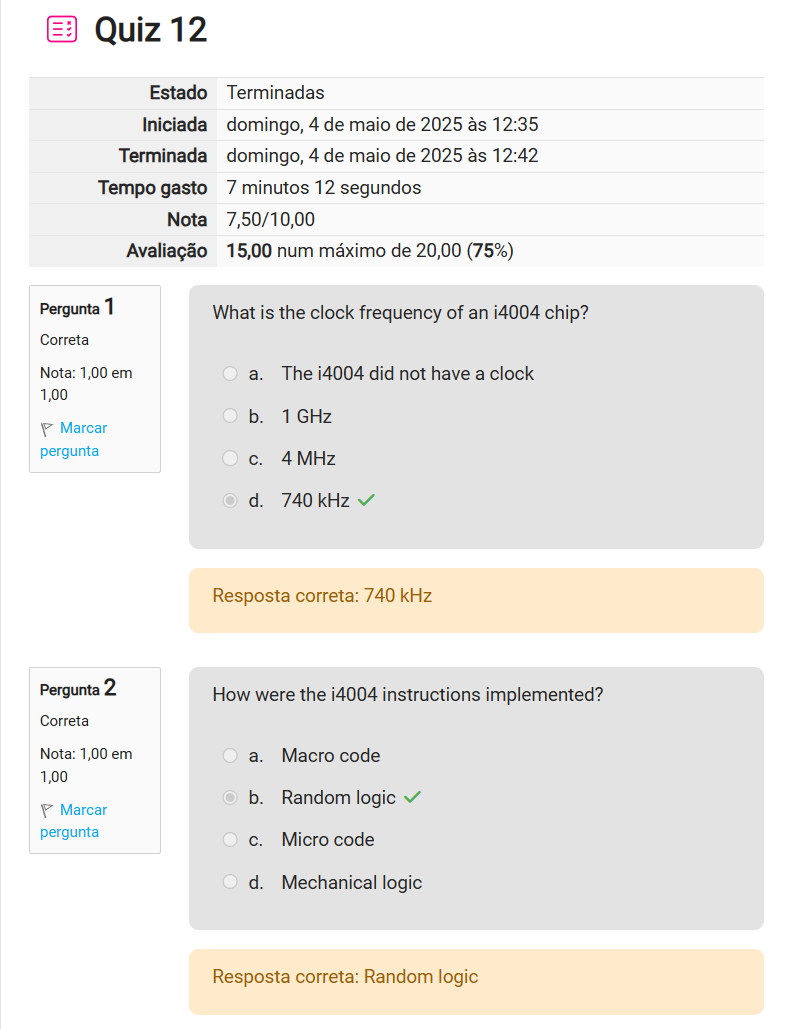 Quiz 12
Estado Terminadas
Iniciada domingo, 4 de maio de 2025 às 12:35
Terminada domingo, 4 de maio de 2025 às 12:42
Tempo gasto 7 minutos 12 segundos
Nota 7,50/10,00
Avaliação 15,00 num máximo de 20,00 (75%)
Pergunta 1
Correta
Nota: 1,00 em
1,00
Marcar
pergunta
What is the clock frequency of an i4004 chip?
a. The i4004 did not have a clock
b. 1 GHz
c. 4 MHz
d. 740 kHz
Resposta correta: 740 kHz
Pergunta 2
Correta
Nota: 1,00 em
1,00
Marcar
pergunta
How were the i4004 instructions implemented?
a. Macro code
b. Random logic
c. Micro code
d. Mechanical logic
Resposta correta: Random logic